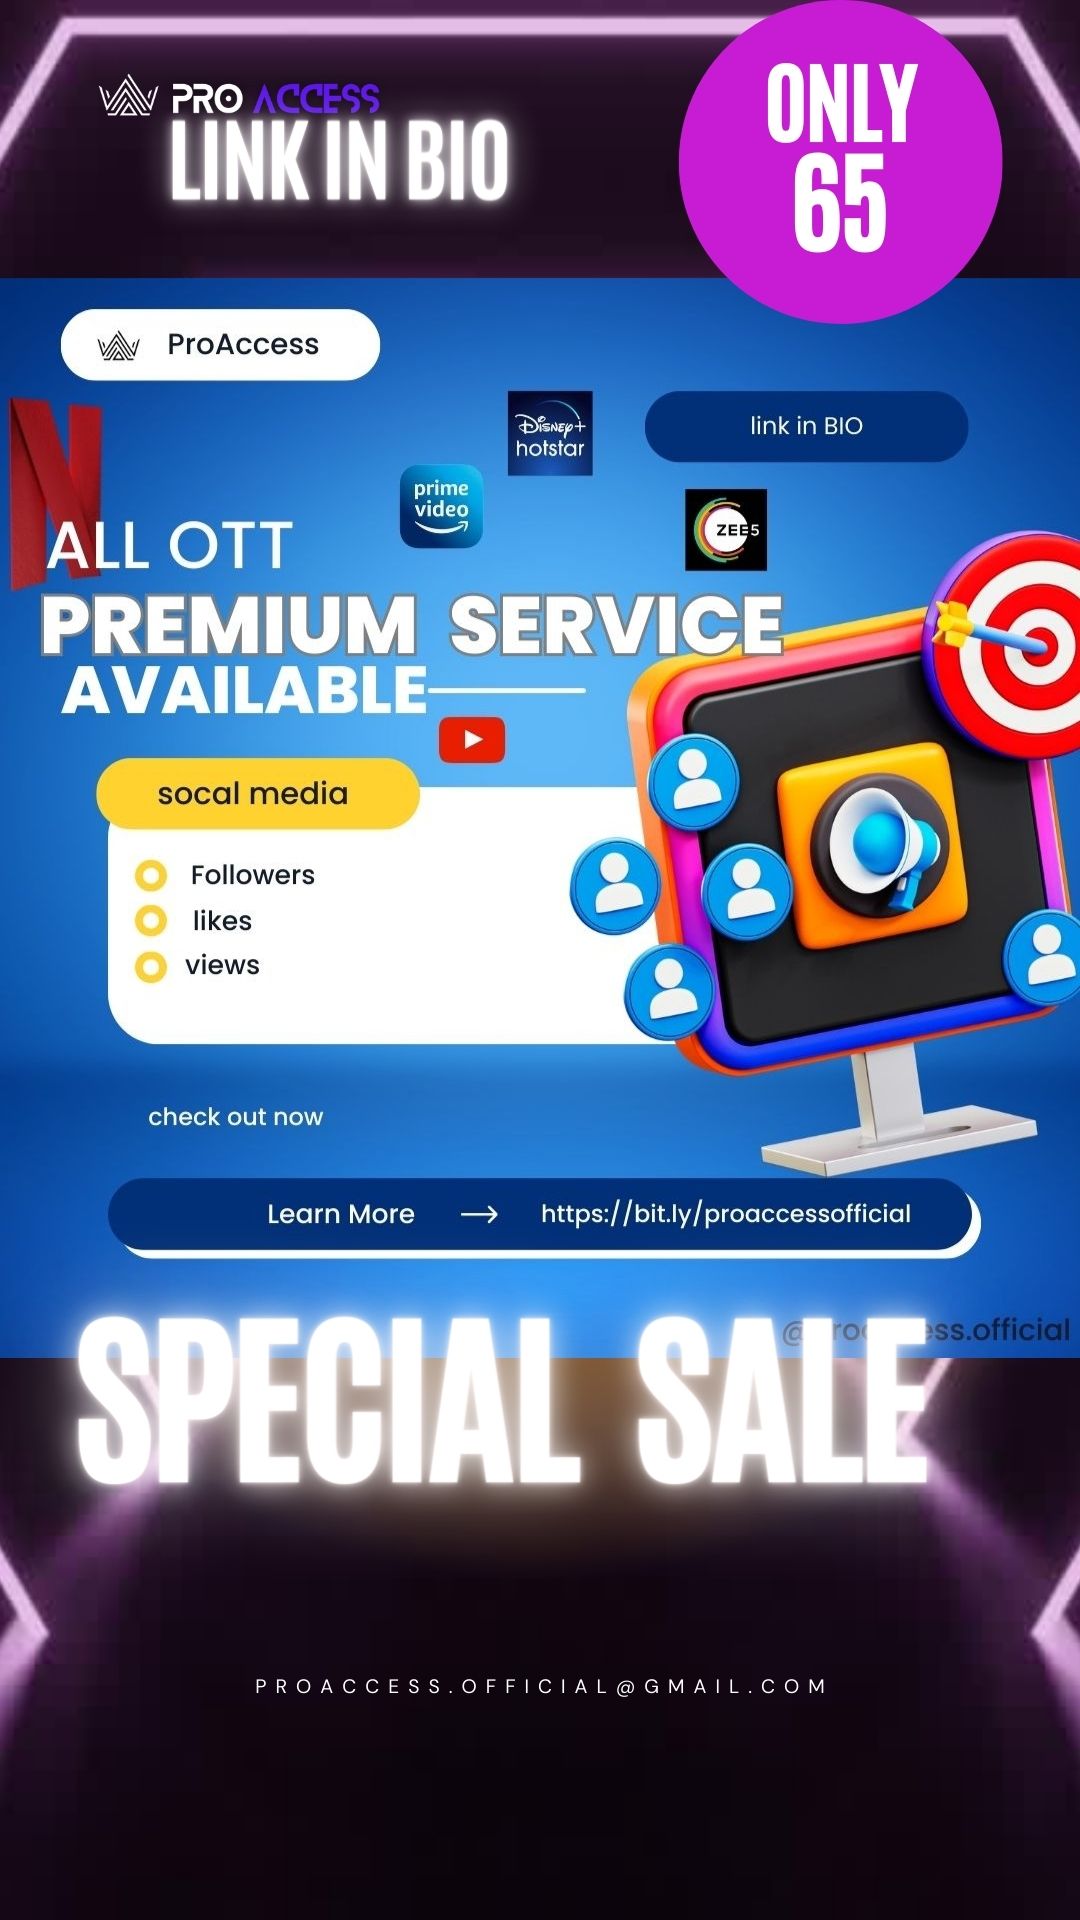 PRO ACCESS
LINK IN BIO
ONLY
65
ProAccess
Disney+
hotstar
link in BIO
prime
video
ZEE5
N
ALL OTT
PREMIUM SERVICE
AVAILABLE
socal media
Followers
likes
views
check out now
Learn More → https://bit.ly/proaccessofficial
SPECIAL SALE
PROACCESS.OFFICIAL@GMAIL.COM